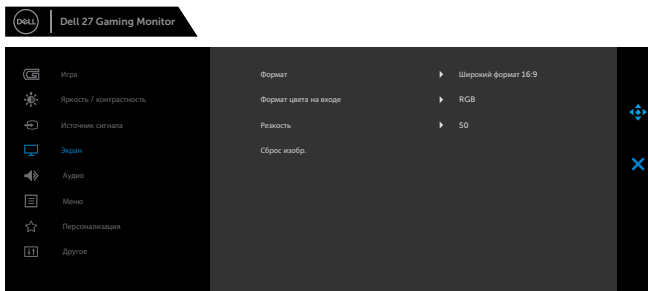 DELL
Dell 27 Gaming Monitor
Игра
Формат
Широкий формат 16:9
Яркость / контрастность
Формат цвета на входе
RGB
Источник сигнала
Резкость
50
Экран
Сброс изобр.
Аудио
Меню
Персонализация
Другое